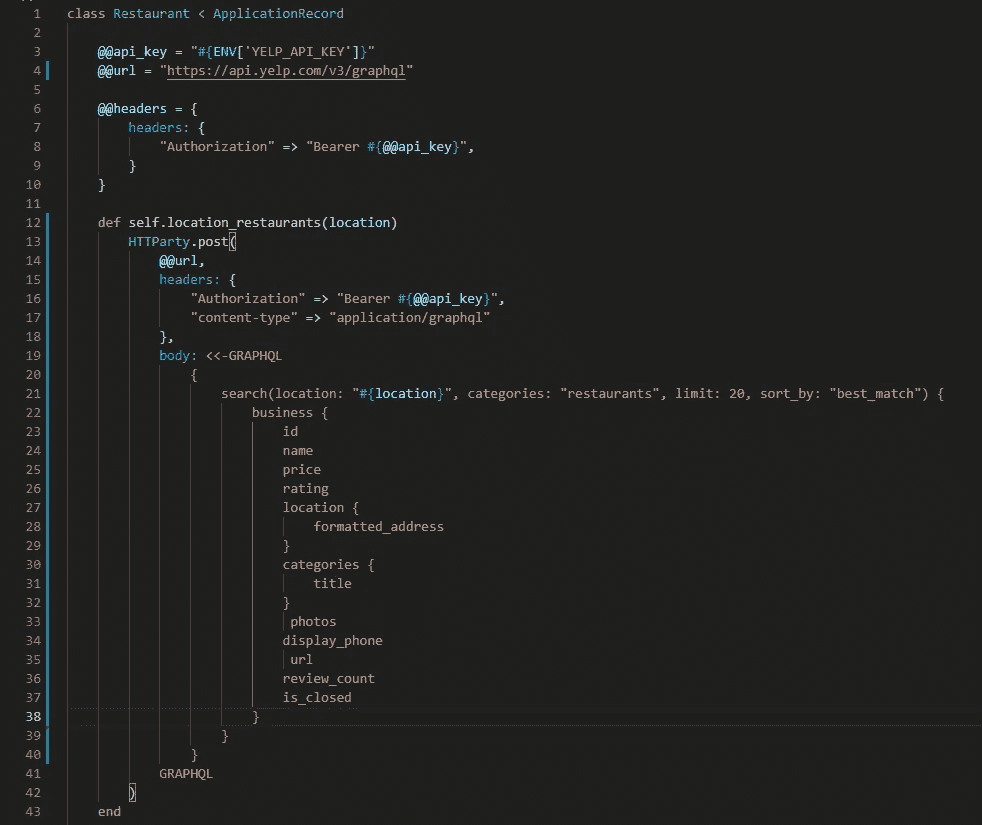 1 class Restaurant < ApplicationRecord
2
3 @@api_key = "#{ENV['YELP_API_KEY']}"
4 @@url = "https://api.yelp.com/v3/graphql"
5
6 @@headers = {
7 headers: {
8 "Authorization" => "Bearer #{@@api_key}",
9 }
10 }
11
12 def self.location_restaurants(location)
13 HTTParty.post(
14 @@url,
15 headers: {
16 "Authorization" => "Bearer #{@@api_key}",
17 "content-type" => "application/graphql"
18 },
19 body: <<-GRAPHQL
20 {
21 search(location: "#{location}", categories: "restaurants", limit: 20, sort_by: "best_match") {
22 business {
23 id
24 name
25 price
26 rating
27 location {
28 formatted_address
29 }
30 categories {
31 title
32 }
33 photos
34 display_phone
35 url
36 review_count
37 is_closed
38 }
39 }
40 }
41 GRAPHQL
42 )
43 end